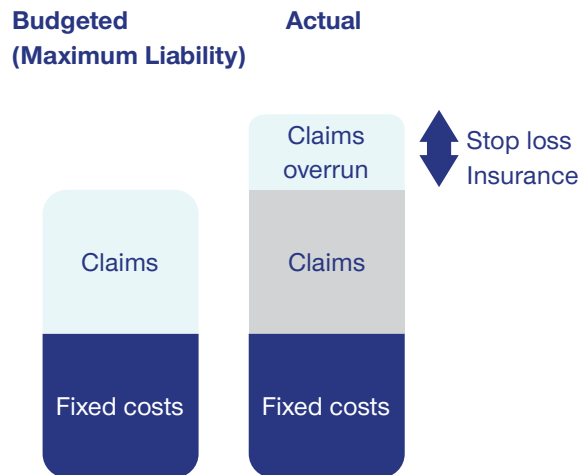 Budgeted
(Maximum Liability)
Actual
Claims
overrun
Stop loss
Insurance
Claims
Claims
Fixed costs
Fixed costs